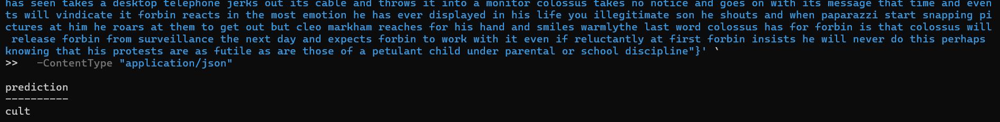 has seen takes a desktop telephone jerks out its cable and throws it into a monitor colossus takes no notice and goes on with its message that time and even
ts will vindicate it forbin reacts in the most emotion he has ever displayed in his life you illegitimate son he shouts and when paparazzi start snapping pi
ctures at him he roars at them to get out but cleo markham reaches for his hand and smiles warmlythe last word colossus has for forbin is that colossus will
 release forbin from surveillance the next day and expects forbin to work with it even if reluctantly at first forbin insists he will never do this perhaps
knowing that his protests are as futile as are those of a petulant child under parental or school discipline"}' `
>>   -ContentType "application/json"
prediction
----------
cult